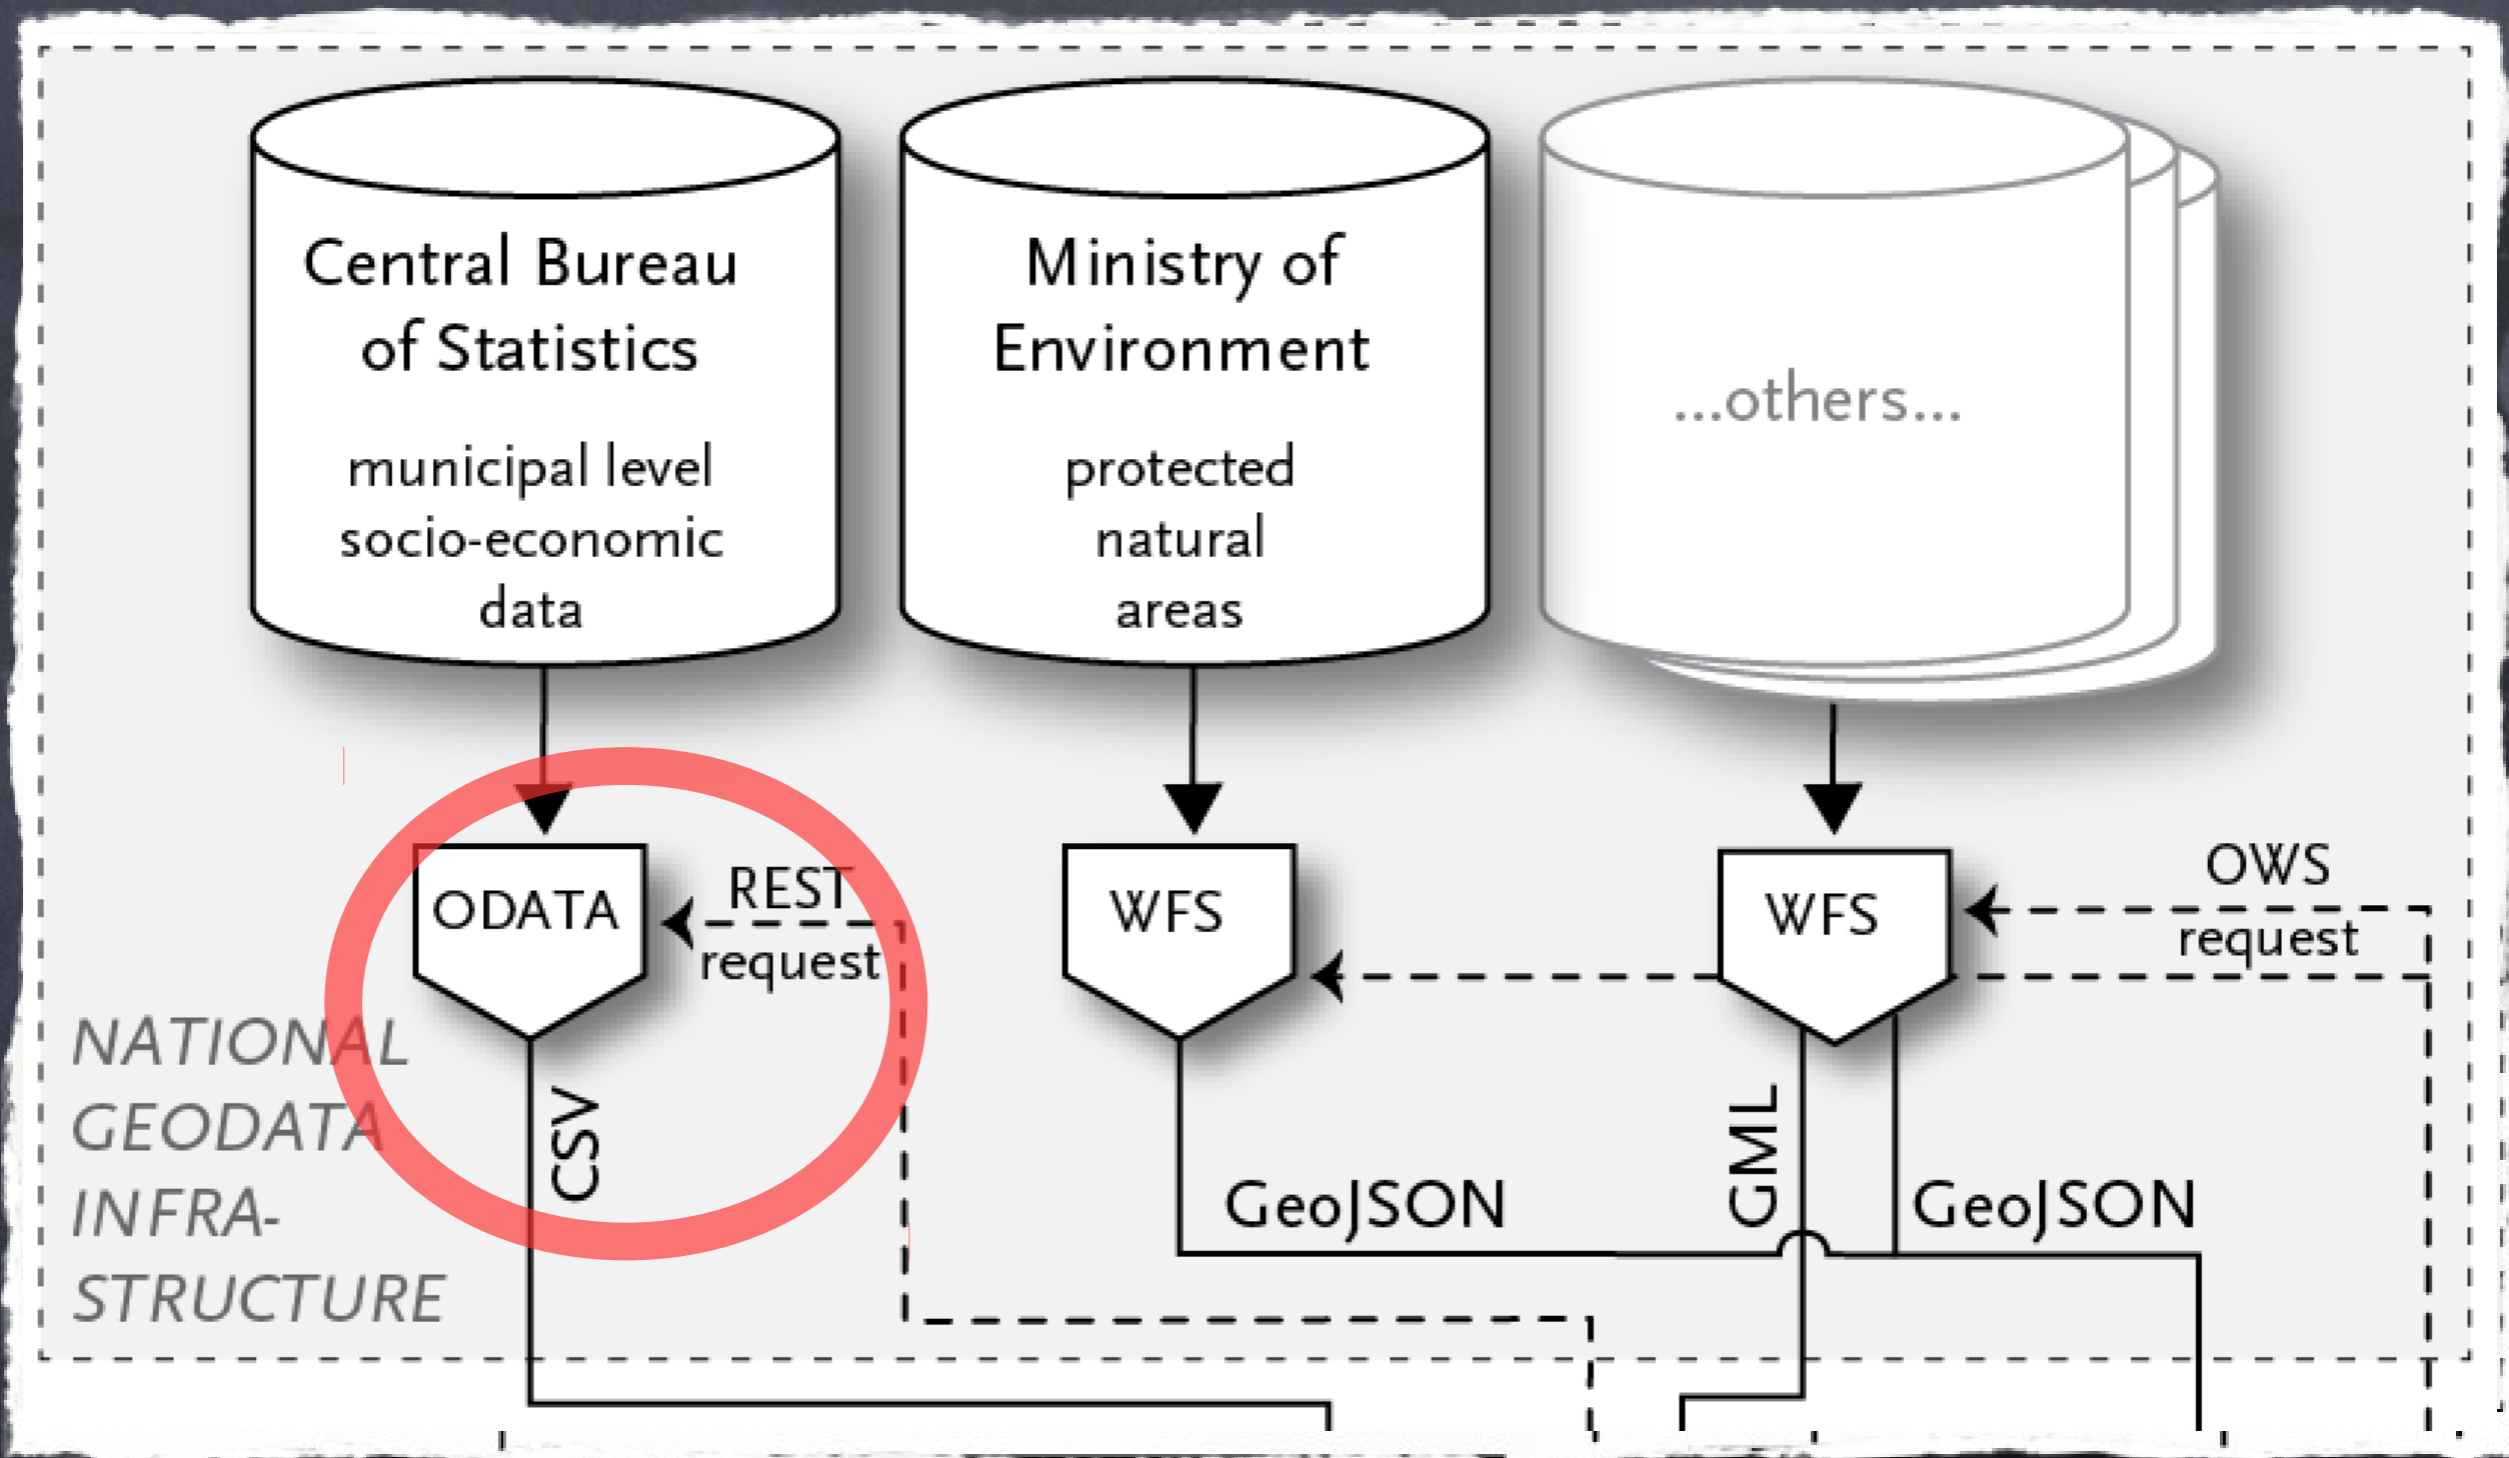 Central Bureau
of Statistics
municipal level
socio-economic
data
Ministry of
Environment
protected
natural
areas
...others...
ODATA
REST
request
WFS
WFS
OWS
request
NATIONAL
GEODATA
INFRA-
STRUCTURE
CSV
GeoJSON
GML
GeoJSON